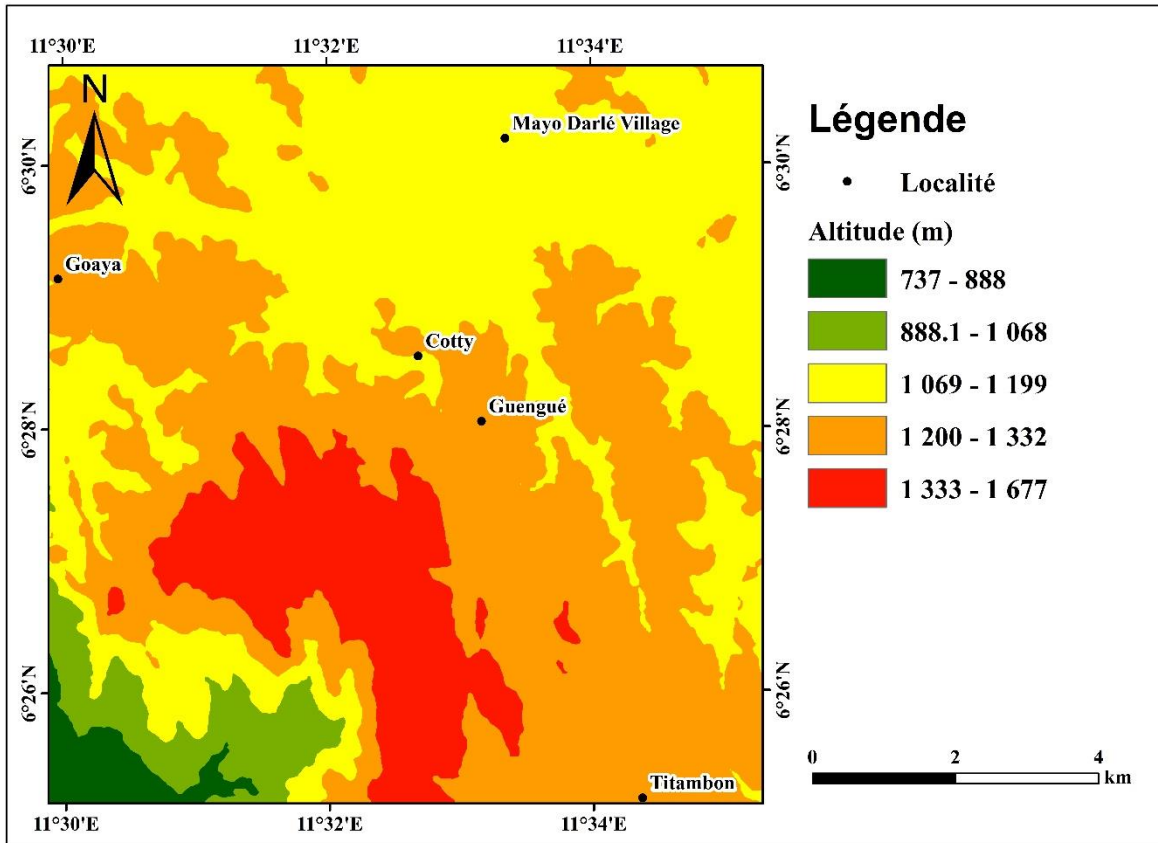 11°30'E 11°32'E 11°34'E
N
Mayo Darlé Village
6°30'N 6°30'N
Goaya
Cotty
Guengué
6°28'N 6°28'N
6°26'N 6°26'N
Titambon
11°30'E 11°32'E 11°34'E
Légende
Localité
Altitude (m)
737 - 888
888.1 - 1 068
1 069 - 1 199
1 200 - 1 332
1 333 - 1 677
0 2 4
km